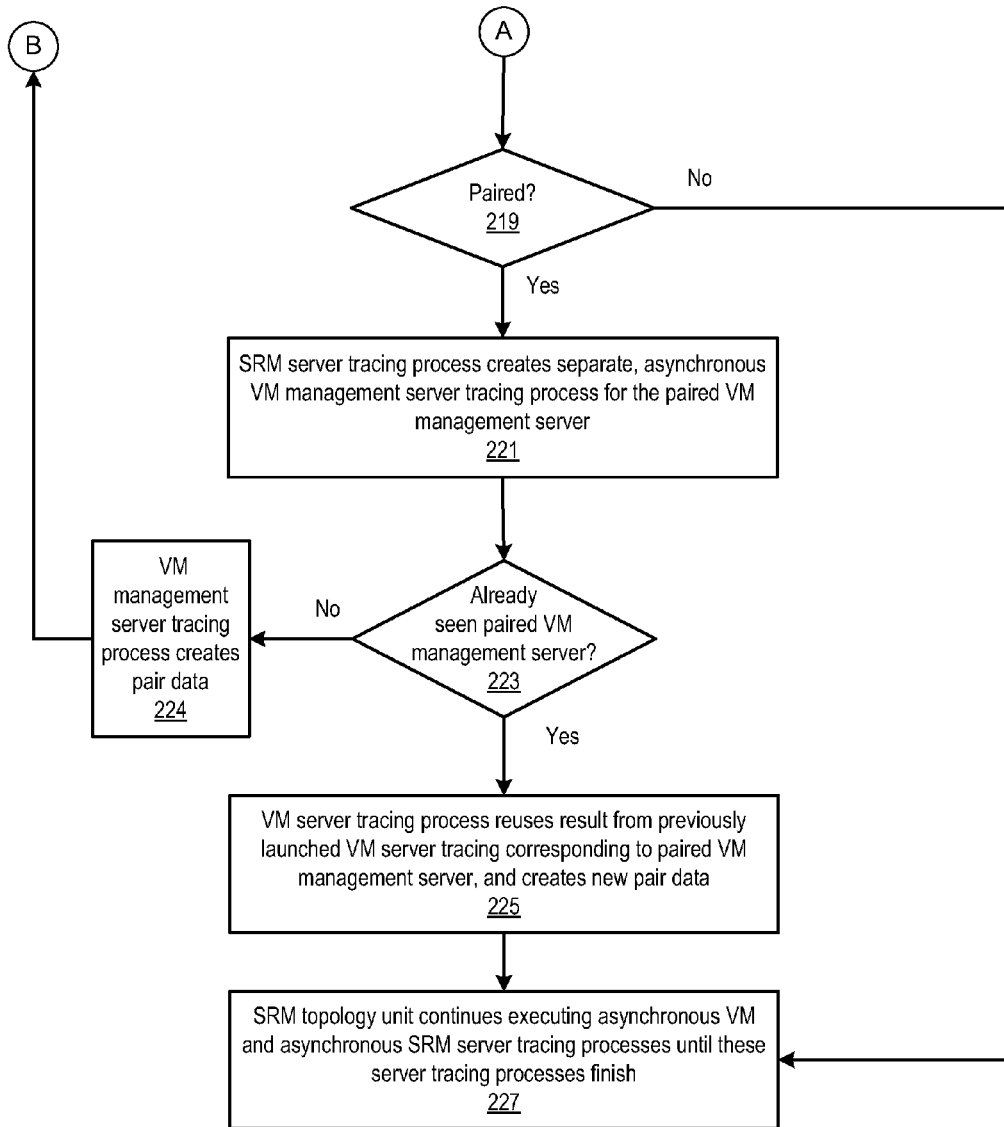 B
A
Paired?
219
No
Yes
SRM server tracing process creates separate, asynchronous
VM management server tracing process for the paired VM
management server
221
VM
management
server tracing
process creates
pair data
224
No
Already
seen paired VM
management server?
223
Yes
VM server tracing process reuses result from previously
launched VM server tracing corresponding to paired VM
management server, and creates new pair data
225
SRM topology unit continues executing asynchronous VM
and asynchronous SRM server tracing processes until these
server tracing processes finish
227